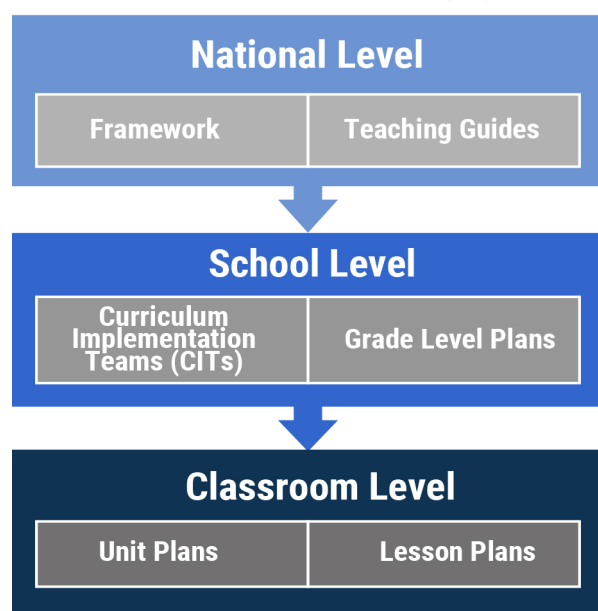 National Level
Framework
Teaching Guides
School Level
Curriculum
Implementation
Teams (CITs)
Grade Level Plans
Classroom Level
Unit Plans
Lesson Plans